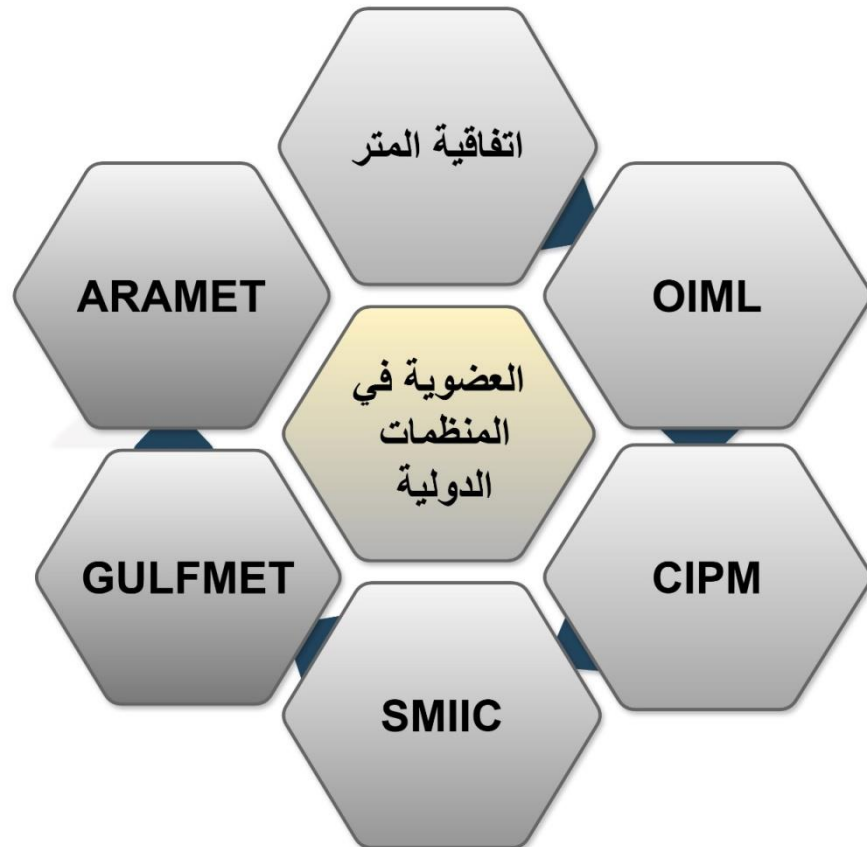 اتفاقية المتر
ARAMET
OIML
العضوية في
المنظمات
الدولية
GULFMET
CIPM
SMIIC